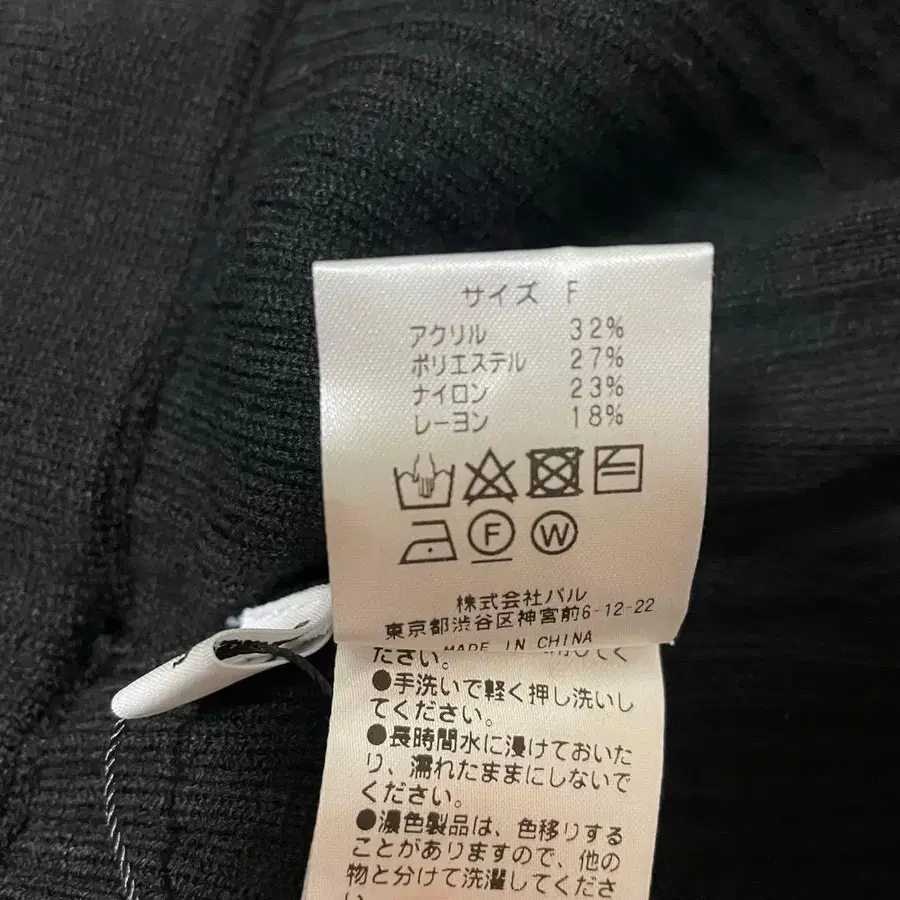 サイズ F
アクリル 32%
ポリエステル 27%
ナイロン 23%
レーヨン 18%
F W
株式会社パル
東京都渋谷区神宮前6-12-22
MADE IN CHINA
ださい。
●手洗いで軽く押し洗いし
てください。
●長時間水に浸けておいた
り、濡れたままにしないで
ください。
●濃色製品は、色移りする
ことがありますので、他の
物と分けて洗濯してくださ
い